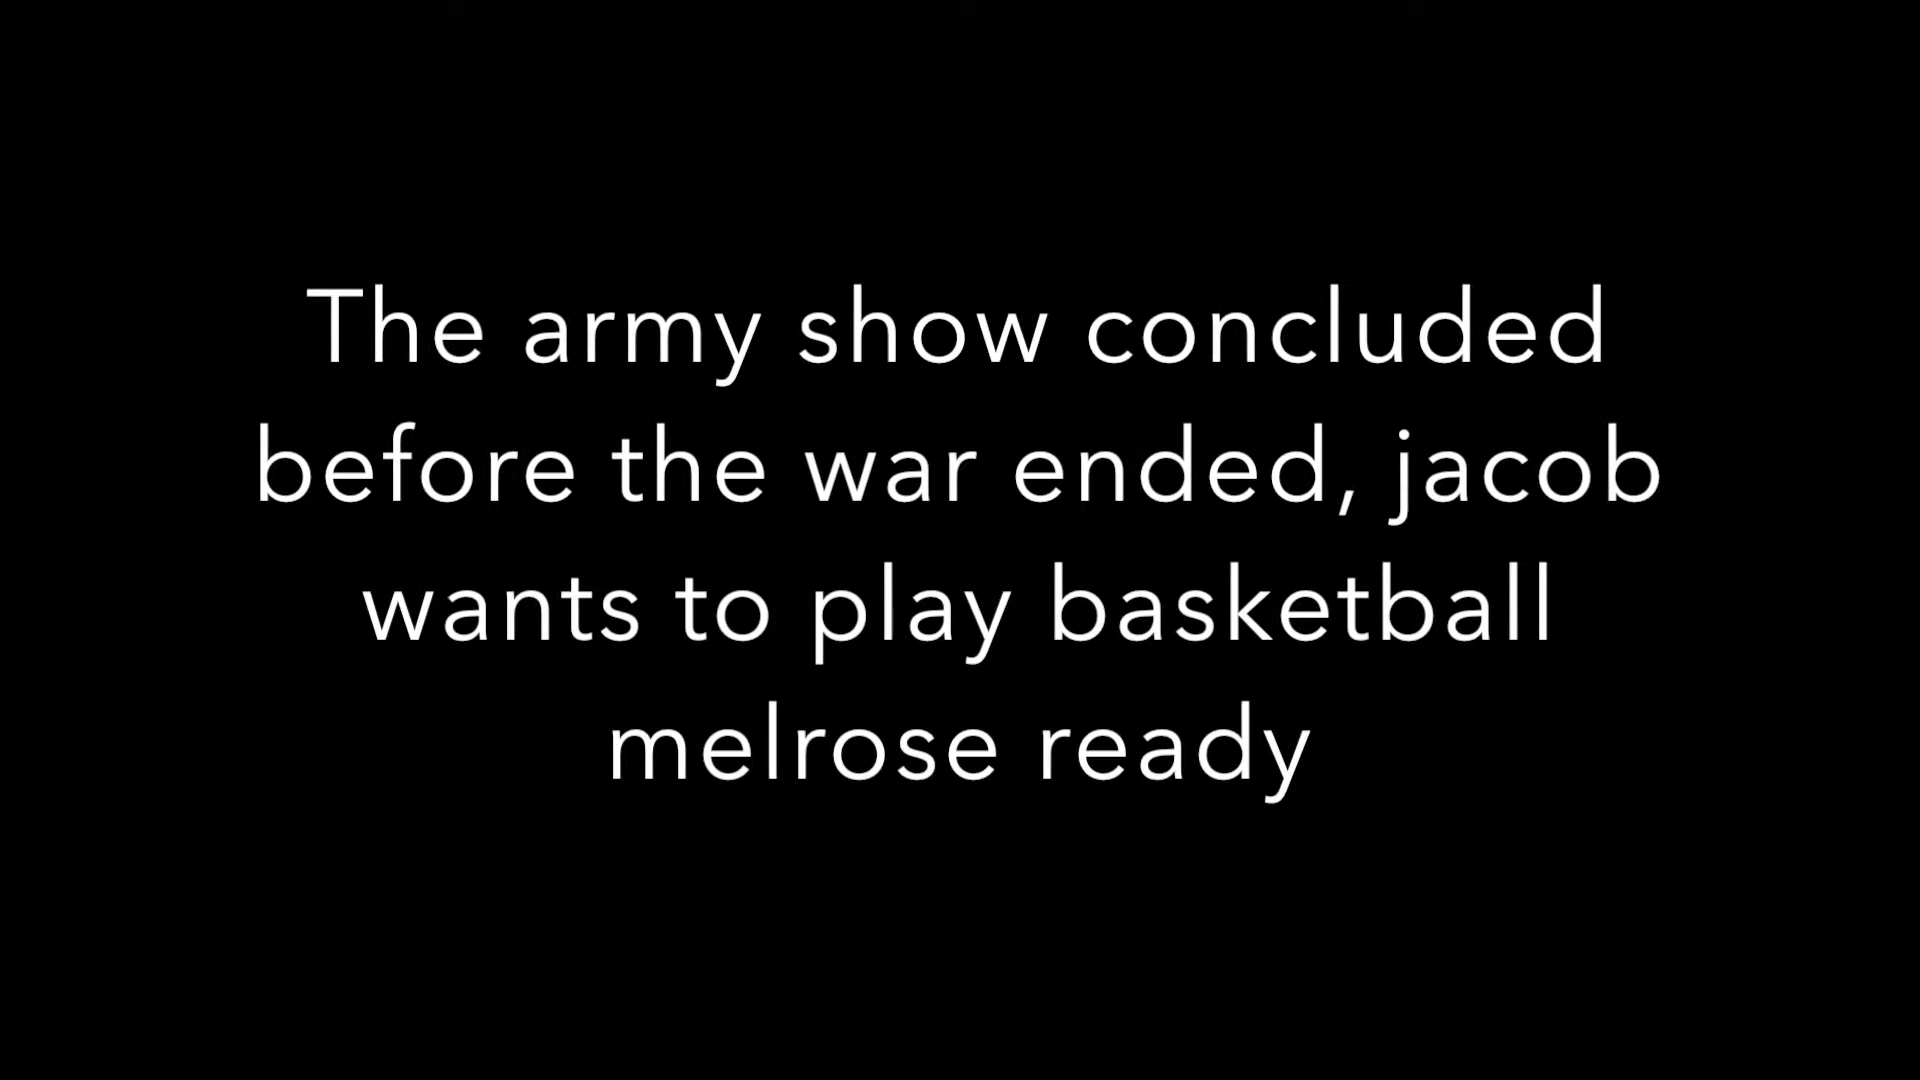 The army show concluded
before the war ended, jacob
wants to play basketball
melrose ready